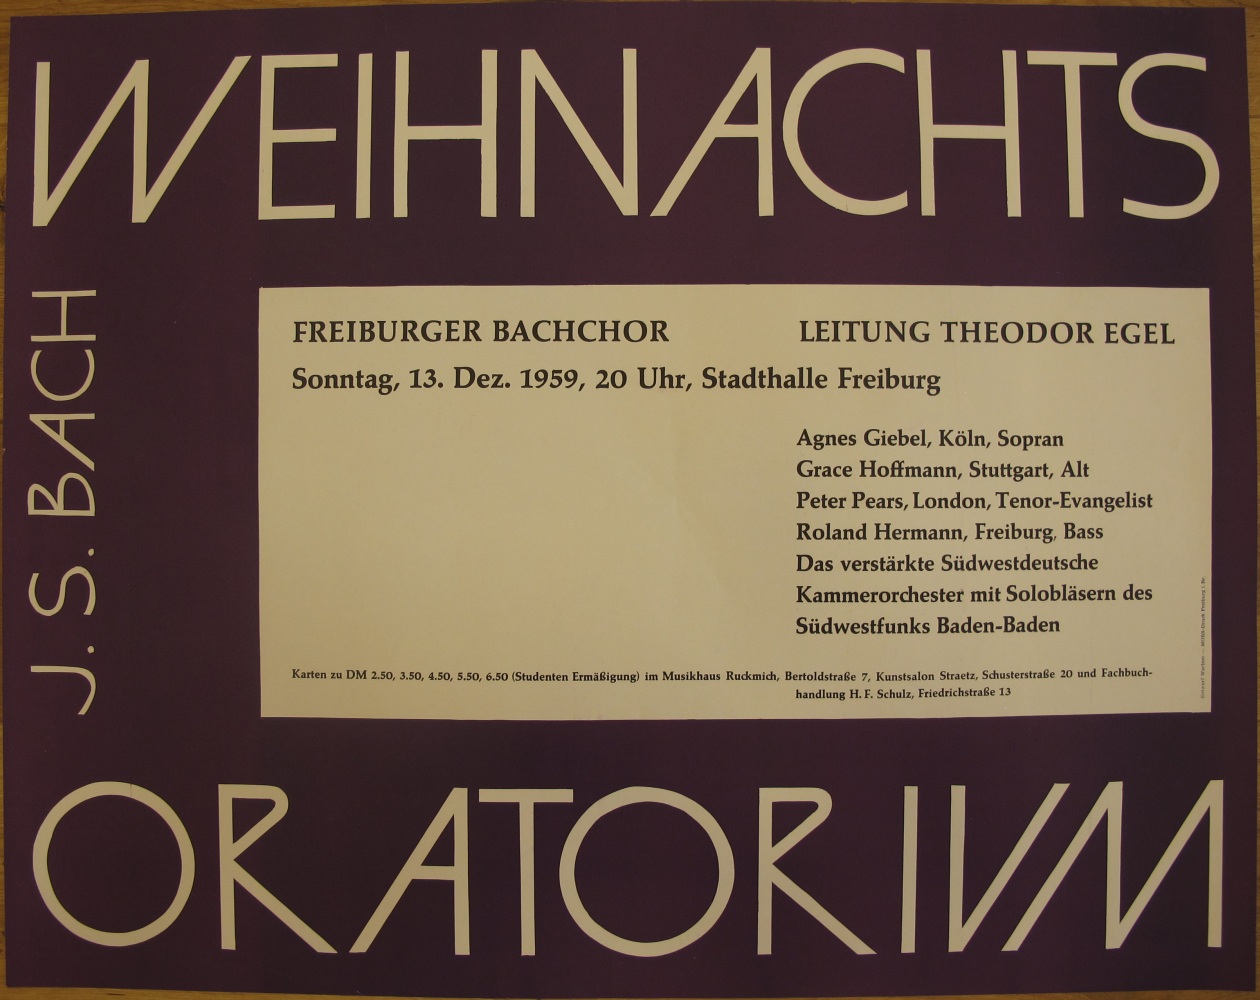 WEIHNACHTS
J. S. BACH
FREIBURGER BACHCHOR LEITUNG THEODOR EGEL
Sonntag, 13. Dez. 1959, 20 Uhr, Stadthalle Freiburg
Agnes Giebel, Köln, Sopran
Grace Hoffmann, Stuttgart, Alt
Peter Pears, London, Tenor-Evangelist
Roland Hermann, Freiburg, Bass
Das verstärkte Südwestdeutsche
Kammerorchester mit Solobläsern des
Südwestfunks Baden-Baden
Karten zu DM 2.50, 3.50, 4.50, 5.50, 6.50 (Studenten Ermäßigung) im Musikhaus Ruckmich, Bertoldstraße 7, Kunstsalon Straetz, Schusterstraße 20 und Fachbuch-
handlung H. F. Schulz, Friedrichstraße 13
ORATORIVM